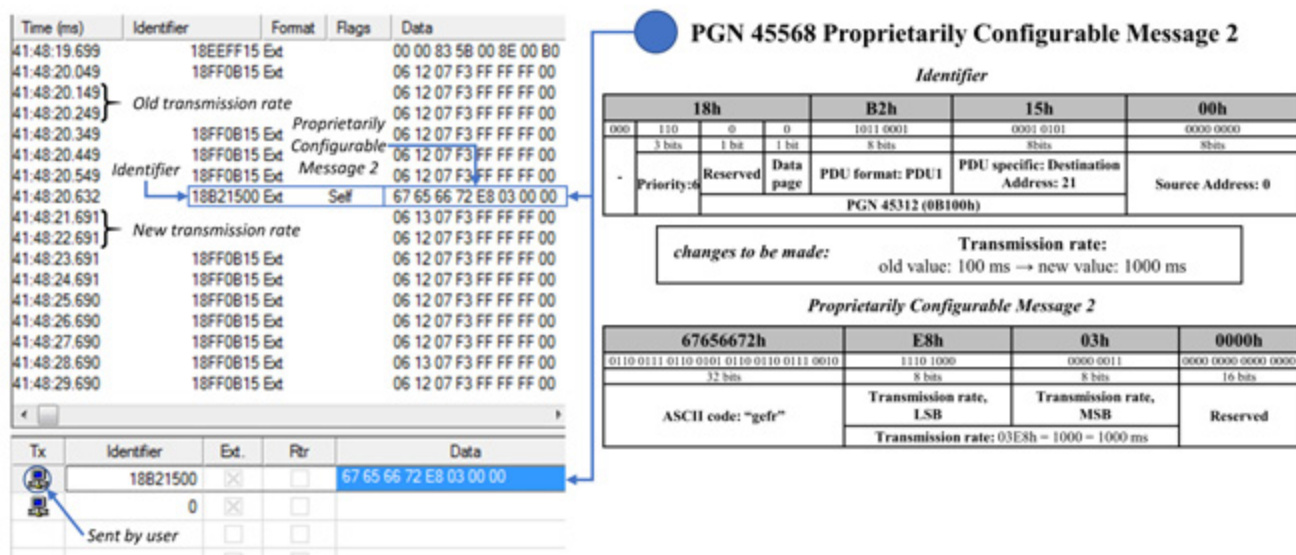 Time (ms) Identifier Format Flags Data
41:48:19.699 18EEFF15 Ext 00 00 83 5B 00 8E 00 B0
41:48:20.049 18FF0B15 Ext 06 12 07 F3 FF FF FF 00
41:48:20.149 06 12 07 F3 FF FF FF 00
Old transmission rate
41:48:20.249 06 12 07 F3 FF FF FF 00
41:48:20.349 18FF0B15 Ext 06 12 07 F3 FF FF FF 00
41:48:20.449 18FF0B15 Ext 06 12 07 F3 FF FF FF 00
41:48:20.549 18FF0B15 Ext 06 12 07 F3 FF FF FF 00
Proprietarily
Configurable
Message 2
Identifier
41:48:20.632 18B21500 Ext Self 67 65 66 72 E8 03 00 00
41:48:21.691 06 13 07 F3 FF FF FF 00
New transmission rate
41:48:22.691 06 12 07 F3 FF FF FF 00
41:48:23.691 18FF0B15 Ext 06 12 07 F3 FF FF FF 00
41:48:24.691 18FF0B15 Ext 06 12 07 F3 FF FF FF 00
41:48:25.690 18FF0B15 Ext 06 12 07 F3 FF FF FF 00
41:48:26.690 18FF0B15 Ext 06 12 07 F3 FF FF FF 00
41:48:27.690 18FF0B15 Ext 06 12 07 F3 FF FF FF 00
41:48:28.690 18FF0B15 Ext 06 13 07 F3 FF FF FF 00
41:48:29.690 18FF0B15 Ext 06 12 07 F3 FF FF FF 00
Tx Identifier Ext. Rtr Data
18B21500 67 65 66 72 E8 03 00 00
0
Sent by user
PGN 45568 Proprietarily Configurable Message 2
Identifier
18h B2h 15h 00h
000 110 0 0 1011 0001 0001 0101 0000 0000
3 bits 1 bit 1 bit 8 bits 8bits 8bits
- Priority:6 Reserved Data page PDU format: PDU1 PDU specific: Destination Address: 21 Source Address: 0
PGN 45312 (0B100h)
changes to be made:
Transmission rate:
old value: 100 ms → new value: 1000 ms
Proprietarily Configurable Message 2
67656672h E8h 03h 0000h
0110 0111 0110 0101 0110 0110 0111 0010 1110 1000 0000 0011 0000 0000 0000 0000
32 bits 8 bits 8 bits 16 bits
ASCII code: “gefr” Transmission rate, LSB Transmission rate, MSB Reserved
Transmission rate: 03E8h = 1000 = 1000 ms